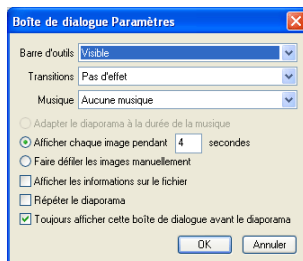 Boîte de dialogue Paramètres
Barre d'outils Visible
Transitions Pas d'effet
Musique Aucune musique
Adapter le diaporama à la durée de la musique
Afficher chaque image pendant 4 secondes
Faire défiler les images manuellement
Afficher les informations sur le fichier
Répéter le diaporama
Toujours afficher cette boîte de dialogue avant le diaporama
OK Annuler